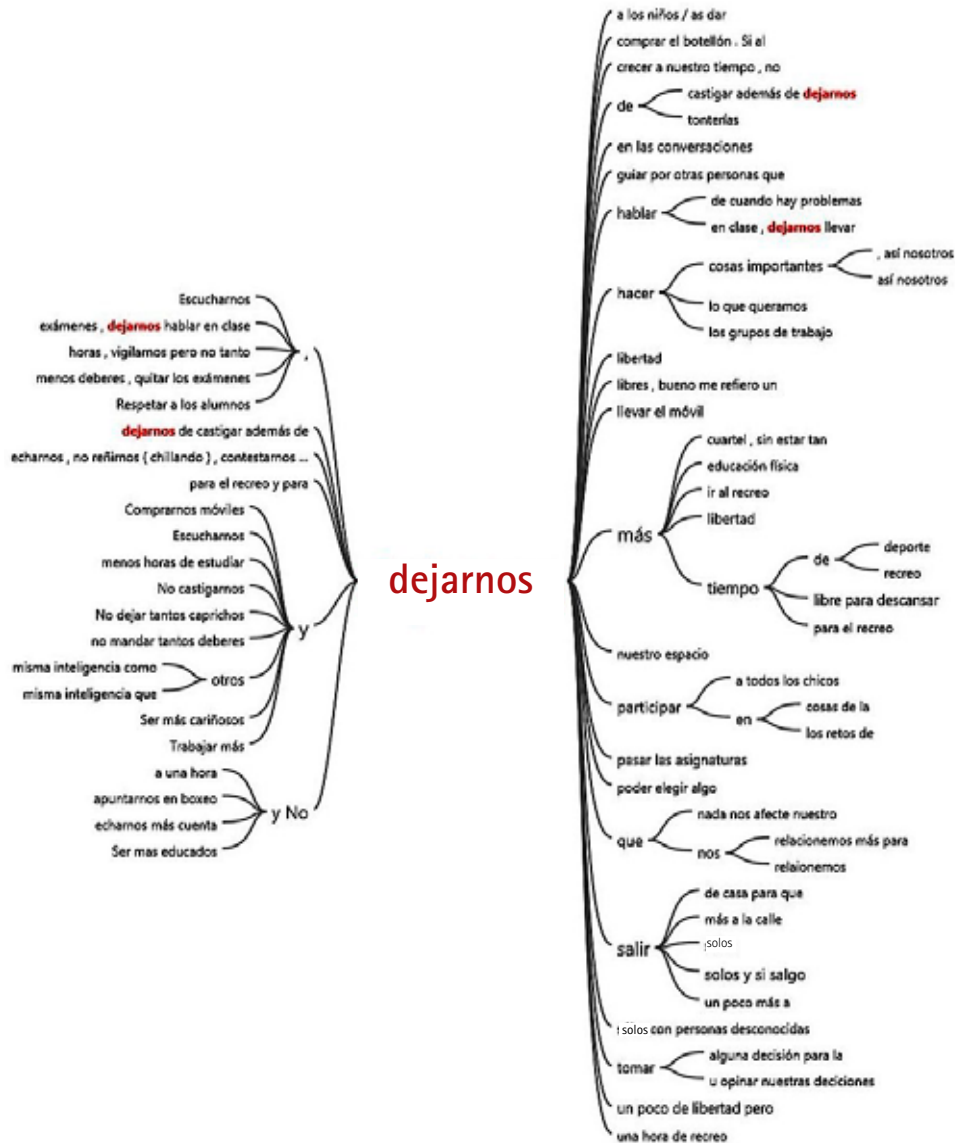 Escucharnos
exámenes , dejarnos hablar en clase
horas , vigilarnos pero no tanto
menos deberes , quitar los exámenes
Respetar a los alumnos
,
dejarnos de castigar además de
echarnos , no reñirnos ( chillando ) , contestarnos ...
para el recreo y para
Comprarnos móviles
Escucharnos
menos horas de estudiar
No castigarnos
No dejar tantos caprichos
no mandar tantos deberes
misma inteligencia como
misma inteligencia que
otros
Ser más cariñosos
Trabajar más
y
a una hora
apuntarnos en boxeo
echarnos más cuenta
Ser mas educados
y No
dejarnos
a los niños / as dar
comprar el botellón . Si al
crecer a nuestro tiempo , no
de
castigar además de dejarnos
tonterías
en las conversaciones
guiar por otras personas que
hablar
de cuando hay problemas
en clase , dejarnos llevar
hacer
cosas importantes
, así nosotros
así nosotros
lo que queramos
los grupos de trabajo
libertad
libres , bueno me refiero un
llevar el móvil
más
cuartel , sin estar tan
educación física
ir al recreo
libertad
tiempo
de
deporte
recreo
libre para descansar
para el recreo
nuestro espacio
participar
a todos los chicos
en
cosas de la
los retos de
pasar las asignaturas
poder elegir algo
que
nada nos afecte nuestro
nos
relacionemos más para
relaionemos
salir
de casa para que
más a la calle
solos
solos y si salgo
un poco más a
solos con personas desconocidas
tomar
alguna decisión para la
u opinar nuestras deciciones
un poco de libertad pero
una hora de recreo